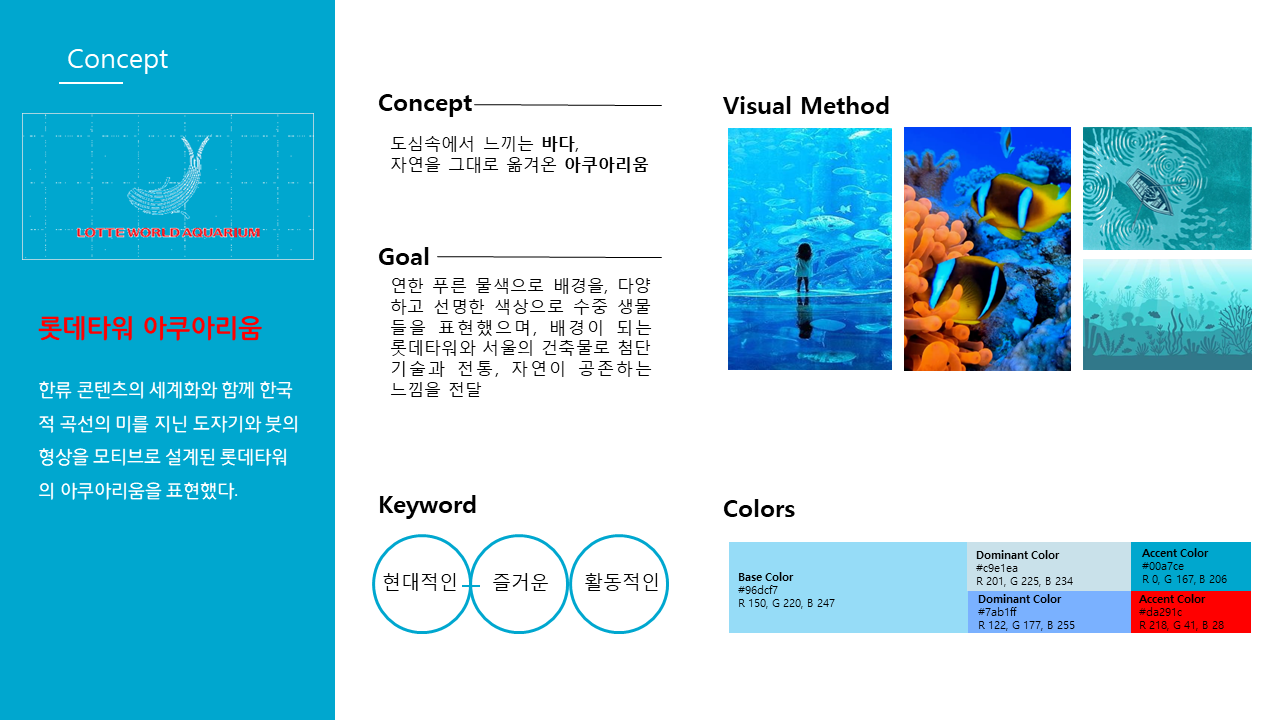 Concept
LOTTE WORLD AQUARIUM
롯데타워 아쿠아리움
한류 콘텐츠의 세계화와 함께 한국
적 곡선의 미를 지닌 도자기와 붓의
형상을 모티브로 설계된 롯데타워
의 아쿠아리움을 표현했다.
Concept
도심속에서 느끼는 바다,
자연을 그대로 옮겨온 아쿠아리움
Goal
연한 푸른 물색으로 배경을, 다양
하고 선명한 색상으로 수중 생물
들을 표현했으며, 배경이 되는
롯데타워와 서울의 건축물로 첨단
기술과 전통, 자연이 공존하는
느낌을 전달
Keyword
현대적인
즐거운
활동적인
Visual Method
Colors
Base Color
#96dcf7
R 150, G 220, B 247
Dominant Color
#c9e1ea
R 201, G 225, B 234
Dominant Color
#7ab1ff
R 122, G 177, B 255
Accent Color
#00a7ce
R 0, G 167, B 206
Accent Color
#da291c
R 218, G 41, B 28